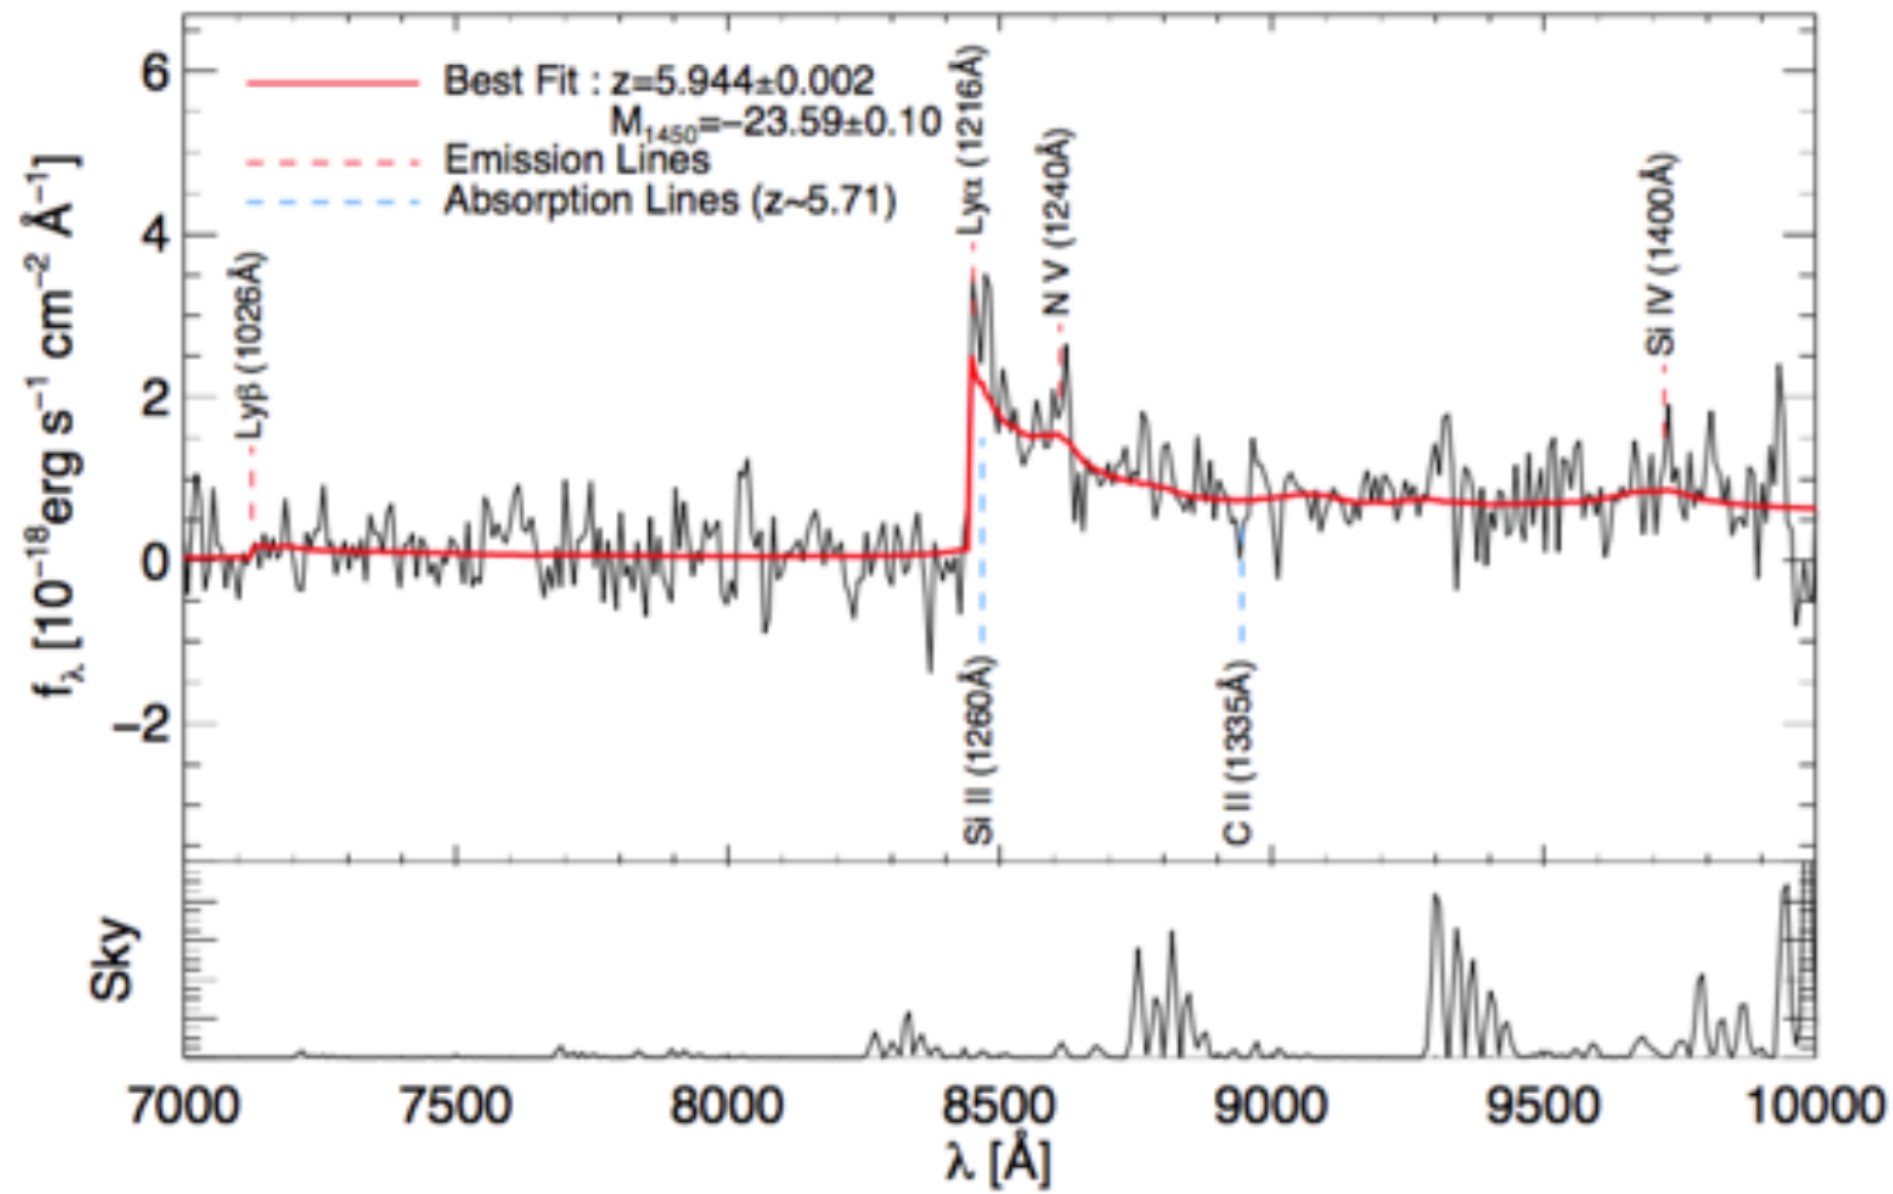 Best Fit : z=5.944±0.002
M1450=−23.59±0.10
Emission Lines
Absorption Lines (z~5.71)
Lyβ (1026Å)
Lyα (1216Å)
N V (1240Å)
Si IV (1400Å)
Si II (1260Å)
C II (1335Å)
6
4
2
0
−2
fλ [10−18erg s−1 cm−2 Å−1]
Sky
7000 7500 8000 8500 9000 9500 10000
λ [Å]